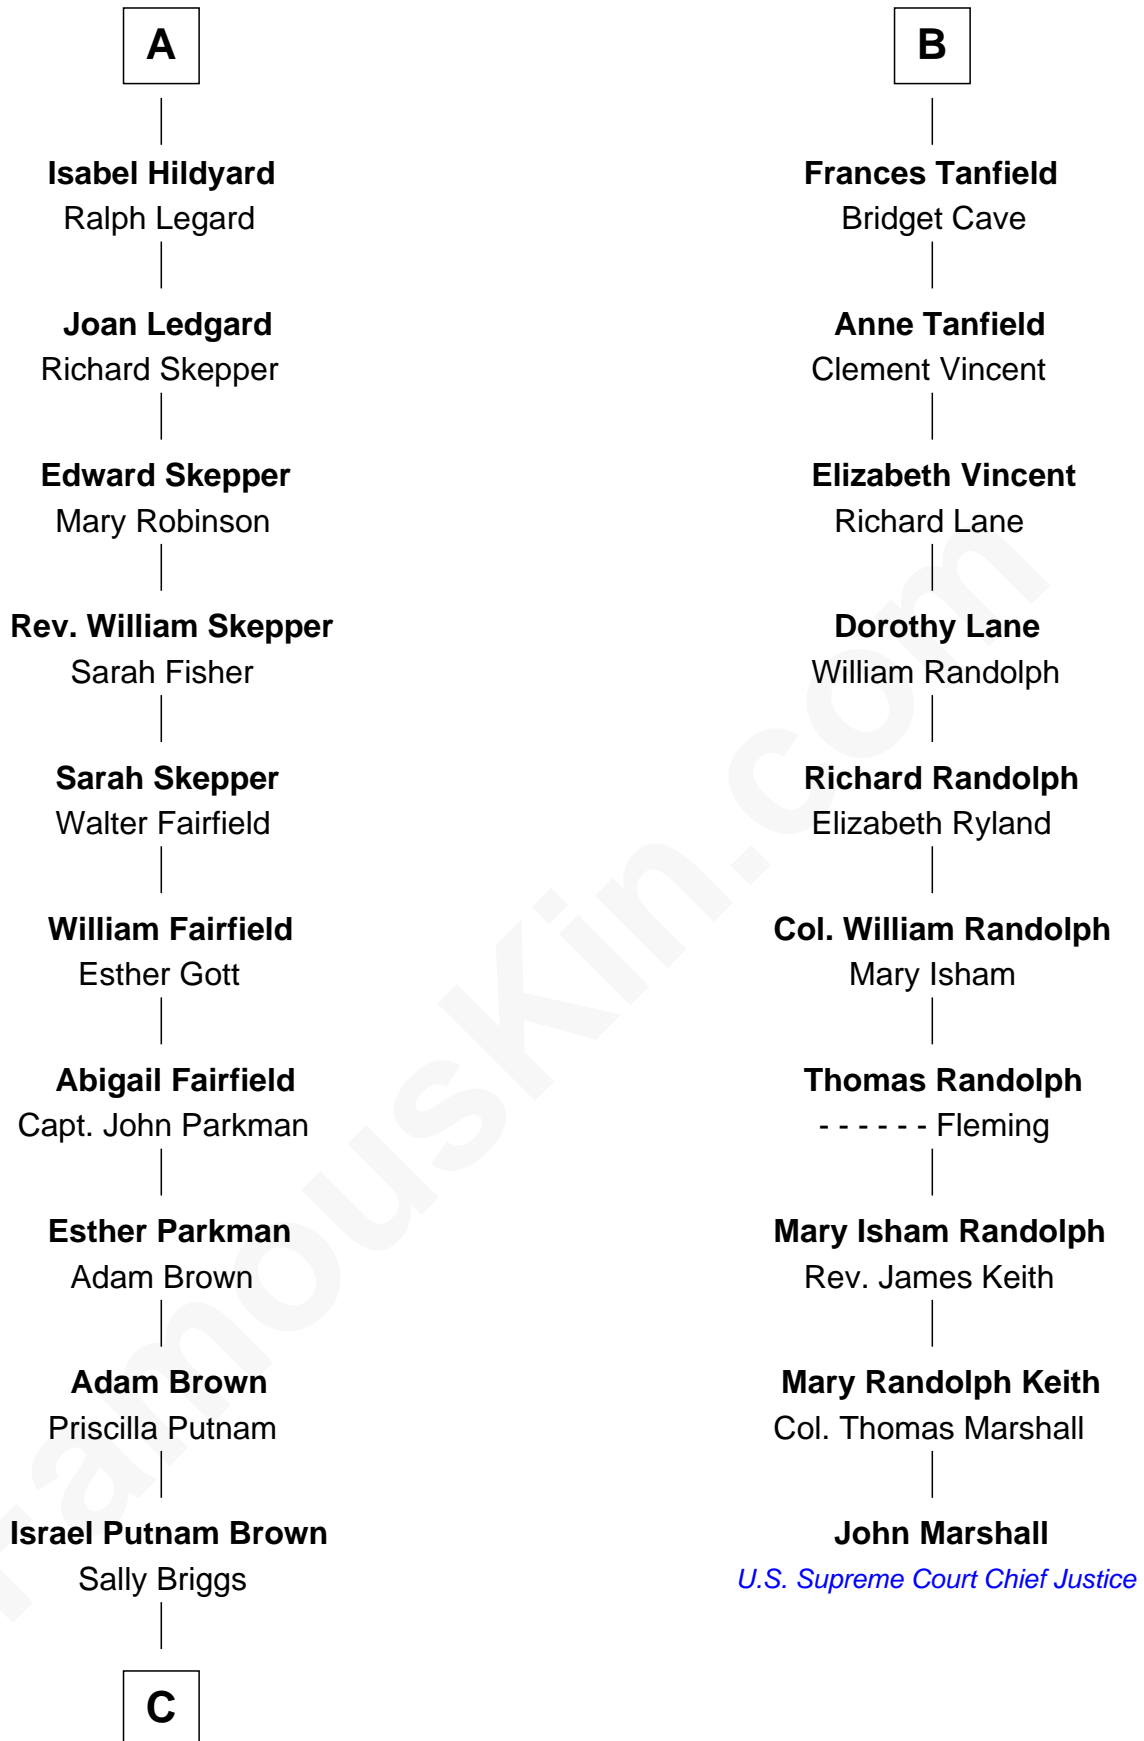 A
Isabel Hildyard
Ralph Legard
Joan Ledgard
Richard Skepper
Edward Skepper
Mary Robinson
Rev. William Skepper
Sarah Fisher
Sarah Skepper
Walter Fairfield
William Fairfield
Esther Gott
Abigail Fairfield
Capt. John Parkman
Esther Parkman
Adam Brown
Adam Brown
Priscilla Putnam
Israel Putnam Brown
Sally Briggs
C
B
Frances Tanfield
Bridget Cave
Anne Tanfield
Clement Vincent
Elizabeth Vincent
Richard Lane
Dorothy Lane
William Randolph
Richard Randolph
Elizabeth Ryland
Col. William Randolph
Mary Isham
Thomas Randolph
- - - - - - Fleming
Mary Isham Randolph
Rev. James Keith
Mary Randolph Keith
Col. Thomas Marshall
John Marshall
U.S. Supreme Court Chief Justice
FamousKin.com